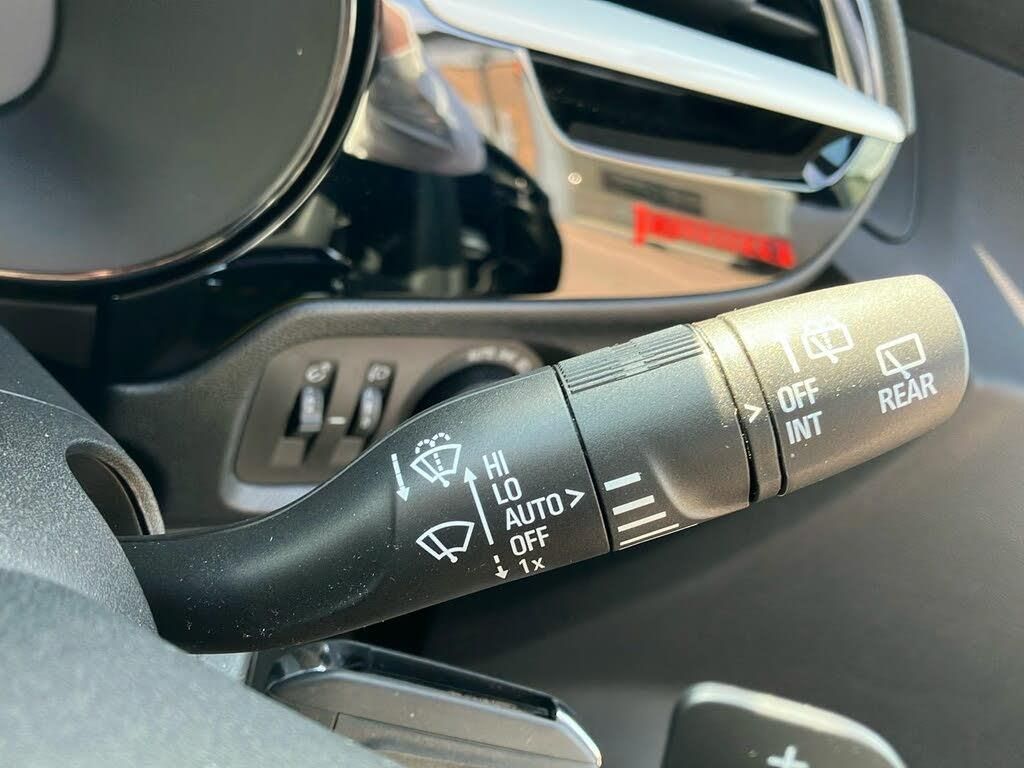 HI
LO
AUTO >
OFF
1x
>
OFF
INT
REAR
+